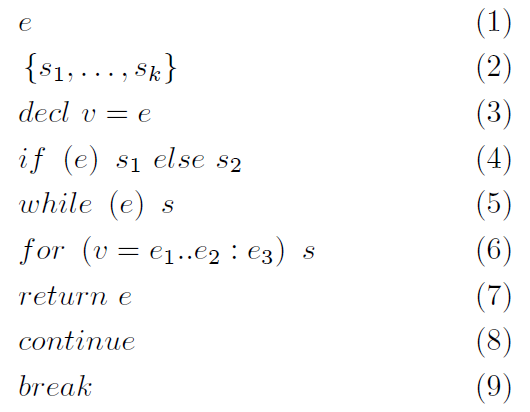 e (1)
{s₁, . . . , sₖ} (2)
decl v = e (3)
if (e) s₁ else s₂ (4)
while (e) s (5)
for (v = e₁..e₂ : e₃) s (6)
return e (7)
continue (8)
break (9)